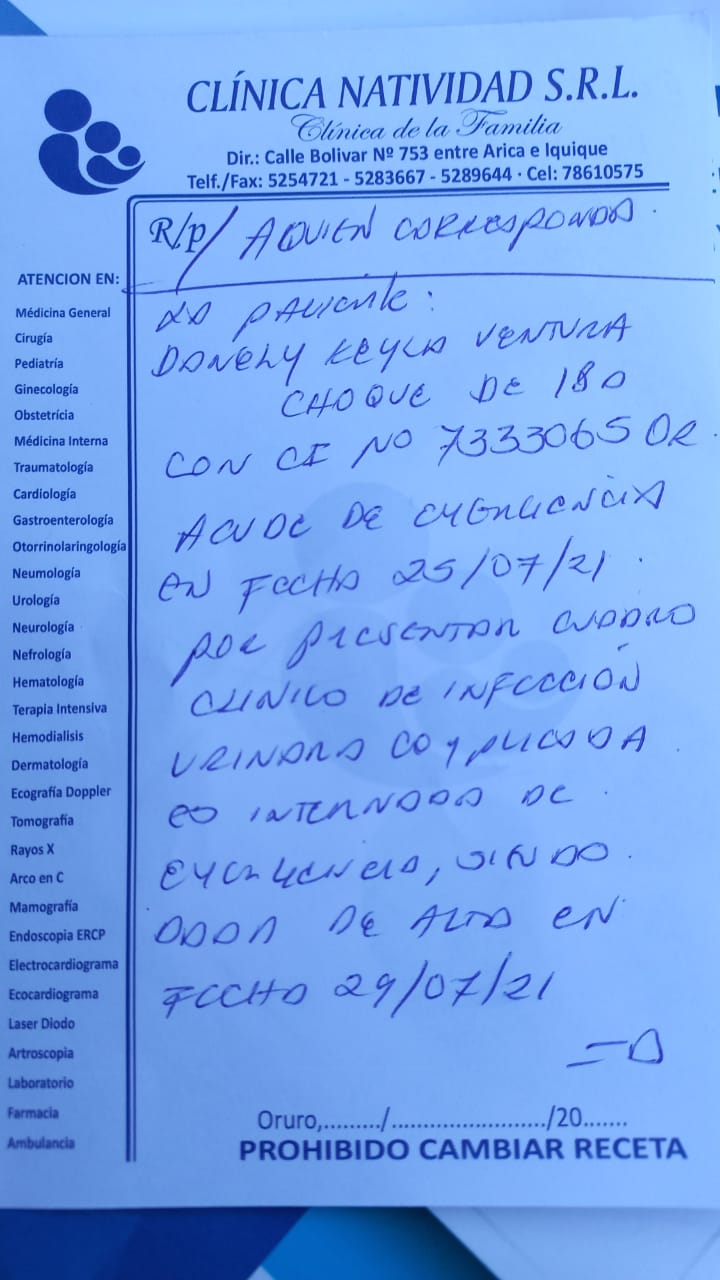 CLÍNICA NATIVIDAD S.R.L.
Clínica de la Familia
Dir.: Calle Bolivar Nº 753 entre Arica e Iquique
Telf./Fax: 5254721 - 5283667 - 5289644 · Cel: 78610575
R/p/ A QUIEN CORRESPONDA.
ATENCION EN:
Médicina General
Cirugía
Pediatría
Ginecología
Obstetrícia
Médicina Interna
Traumatología
Cardiología
Gastroenterología
Otorrinolaringología
Neumología
Urología
Neurología
Nefrología
Hematología
Terapia Intensiva
Hemodialisis
Dermatología
Ecografía Doppler
Tomografía
Rayos X
Arco en C
Mamografía
Endoscopia ERCP
Electrocardiograma
Ecocardiograma
Laser Diodo
Artroscopia
Laboratorio
Farmacia
Ambulancia
LA PACIENTE:
DANELY KEYLA VENTURA
CHOQUE DE 18 A
CON CI NO 7333065 OR.
ACUDE DE EMERGENCIA
EN FECHA 25/07/21.
POR PRESENTAR CUADRO
CLINICO DE INFECCIÓN
URINARA COMPLICADA
ES INTERNADA DE
EMERGENCIA, SINDO
DADA DE ALTA EN
FECHA 29/07/21
Oruro,......../......................./20.......
PROHIBIDO CAMBIAR RECETA